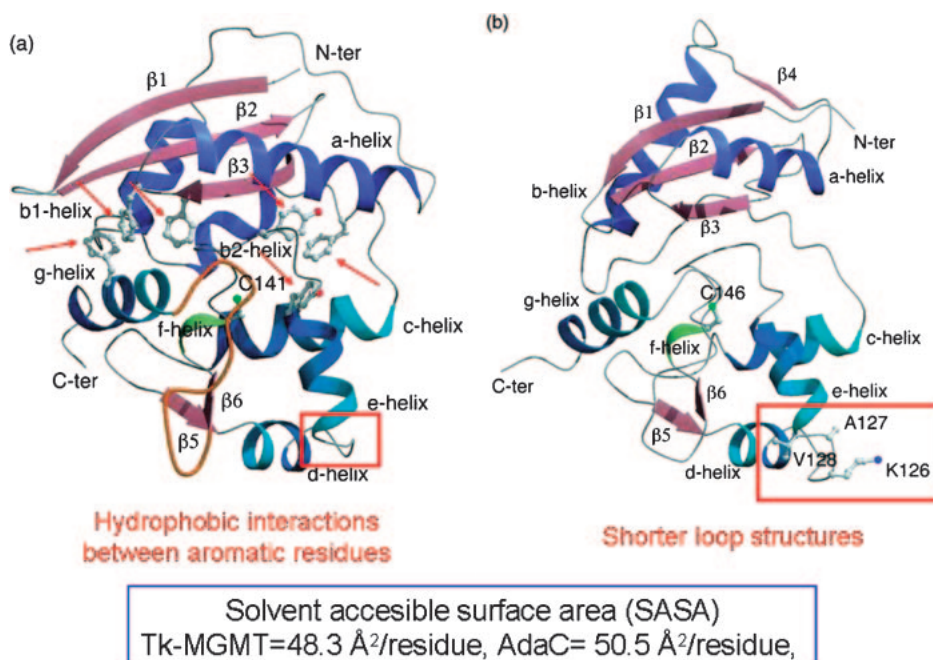 (a)
N-ter
β1
β2
a-helix
β3
b1-helix
b2-helix
g-helix
C141
f-helix
c-helix
C-ter
β6
e-helix
β5
d-helix
Hydrophobic interactions
between aromatic residues
(b)
β4
β1
N-ter
β2
a-helix
b-helix
β3
g-helix
C146
c-helix
f-helix
C-ter
β6
e-helix
β5
A127
V128
d-helix
K126
Shorter loop structures
Solvent accesible surface area (SASA)
Tk-MGMT=48.3 Å²/residue, AdaC= 50.5 Å²/residue,